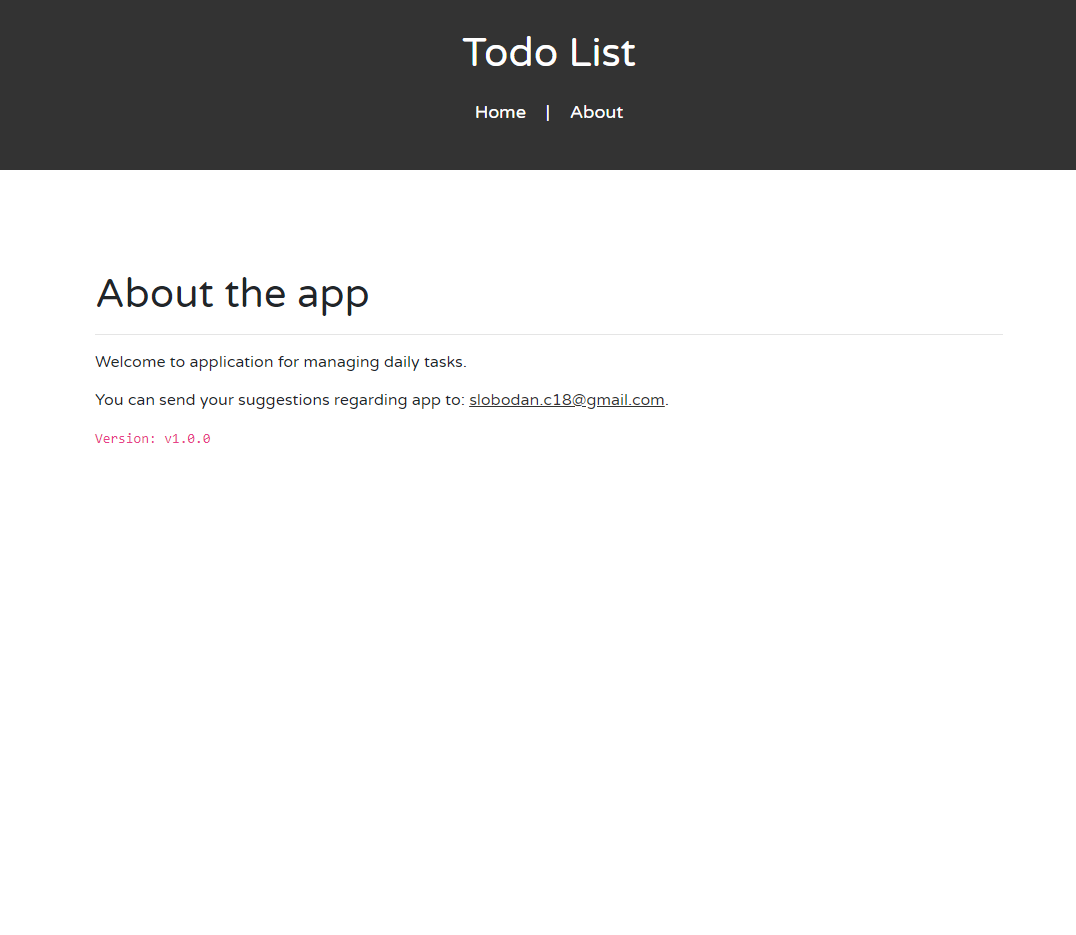 Todo List
Home | About
About the app
Welcome to application for managing daily tasks.
You can send your suggestions regarding app to: slobodan.c18@gmail.com.
Version: v1.0.0